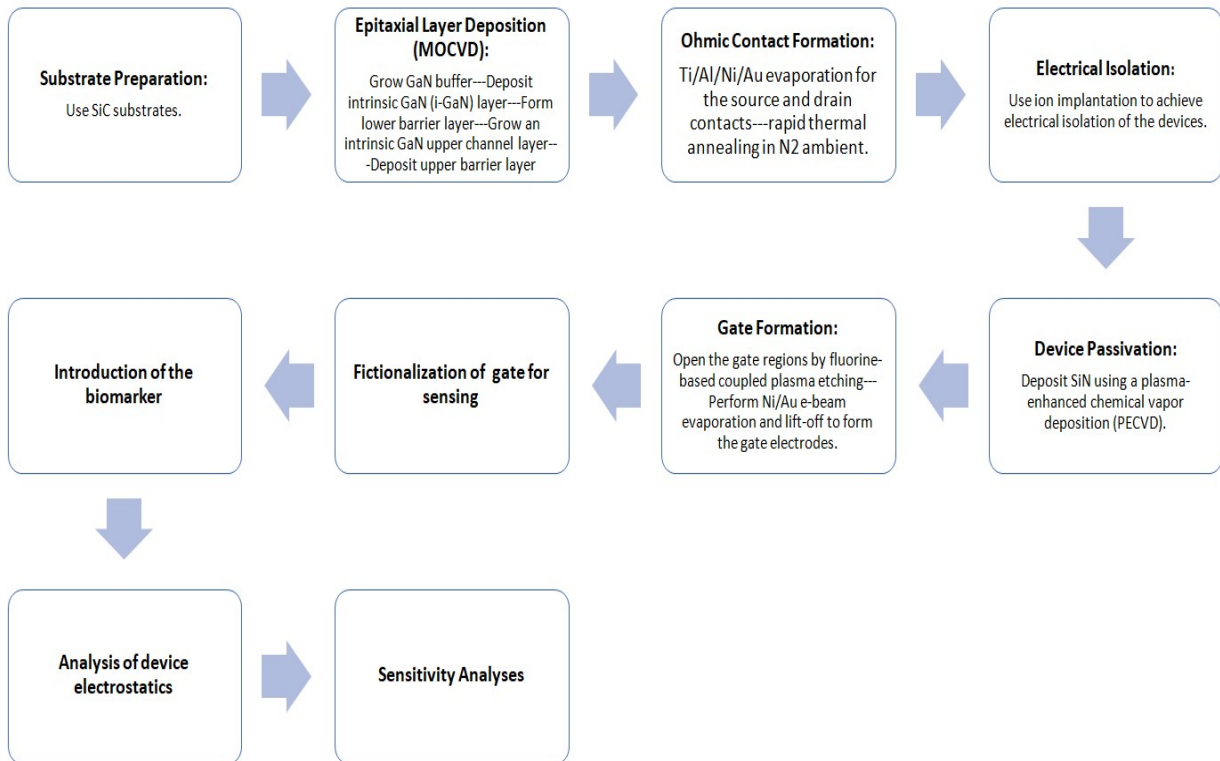 Substrate Preparation:
Use SiC substrates.
Epitaxial Layer Deposition
(MOCVD):
Grow GaN buffer---Deposit
intrinsic GaN (i-GaN) layer---Form
lower barrier layer---Grow an
intrinsic GaN upper channel layer--
-Deposit upper barrier layer
Ohmic Contact Formation:
Ti/Al/Ni/Au evaporation for
the source and drain
contacts---rapid thermal
annealing in N2 ambient.
Electrical Isolation:
Use ion implantation to achieve
electrical isolation of the devices.
Device Passivation:
Deposit SiN using a plasma-
enhanced chemical vapor
deposition (PECVD).
Gate Formation:
Open the gate regions by fluorine-
based coupled plasma etching---
Perform Ni/Au e-beam
evaporation and lift-off to form
the gate electrodes.
Fictionalization of gate for
sensing
Introduction of the
biomarker
Analysis of device
electrostatics
Sensitivity Analyses